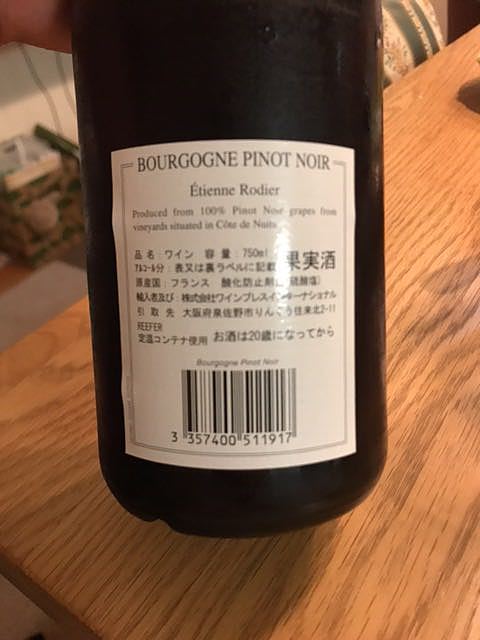 BOURGOGNE PINOT NOIR
Étienne Rodier
Produced from 100% Pinot Noir grapes from
vineyards situated in Côte de Nuits.
品名:ワイン 容量:750ml 果実酒
アルコール分:表又は裏ラベルに記載
原産国:フランス 酸化防止剤(亜硫酸塩)
輸入者及び:株式会社ワインプレスインターナショナル
引取先 大阪府泉佐野市りんくう往来北2-11
REEFER
定温コンテナ使用 お酒は20歳になってから
Bourgogne Pinot Noir
3 357400 511917